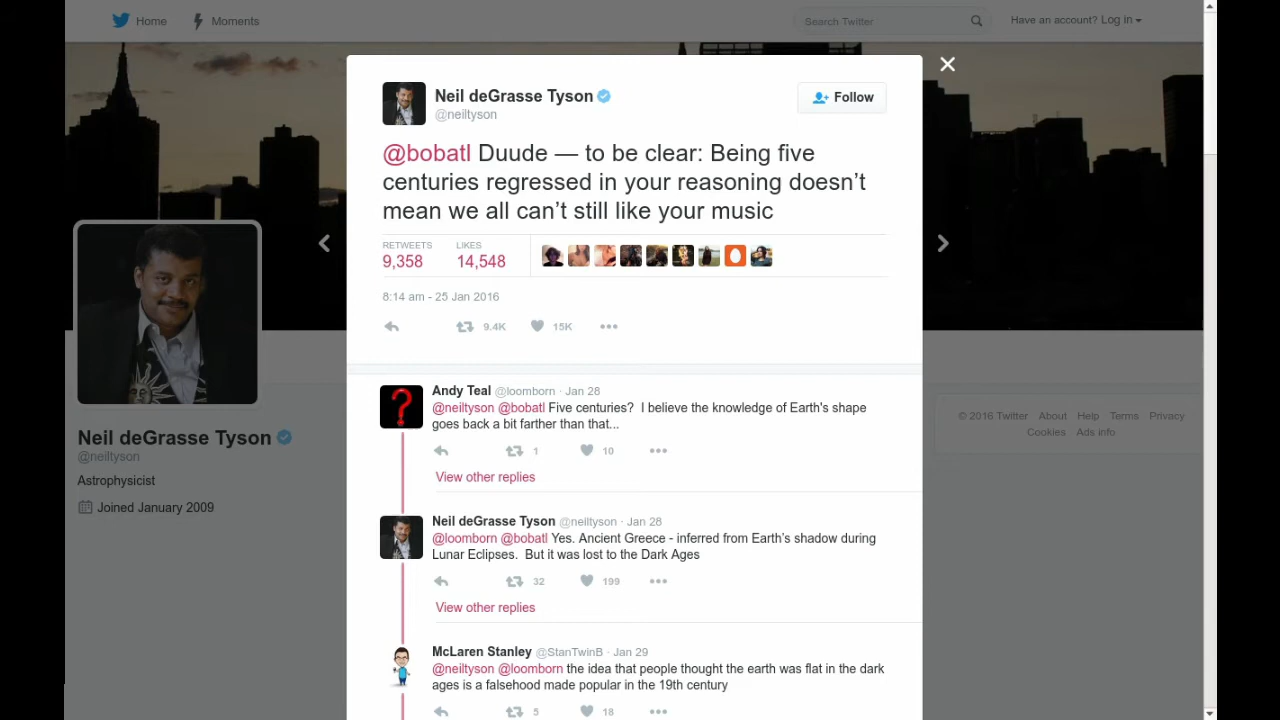 Home
Moments
Search Twitter
Have an account? Log in
Neil deGrasse Tyson
@neiltyson
Follow
@bobatl Duude — to be clear: Being five
centuries regressed in your reasoning doesn't
mean we all can't still like your music
RETWEETS
9,358
LIKES
14,548
8:14 am - 25 Jan 2016
9.4K
15K
Andy Teal @loomborn · Jan 28
@neiltyson @bobatl Five centuries?  I believe the knowledge of Earth's shape
goes back a bit farther than that...
1
10
View other replies
Neil deGrasse Tyson @neiltyson · Jan 28
@loomborn @bobatl Yes. Ancient Greece - inferred from Earth's shadow during
Lunar Eclipses.  But it was lost to the Dark Ages
32
199
View other replies
McLaren Stanley @StanTwinB · Jan 29
@neiltyson @loomborn the idea that people thought the earth was flat in the dark
ages is a falsehood made popular in the 19th century
5
18
Neil deGrasse Tyson
@neiltyson
Astrophysicist
Joined January 2009
© 2016 Twitter About Help Terms Privacy
Cookies Ads info